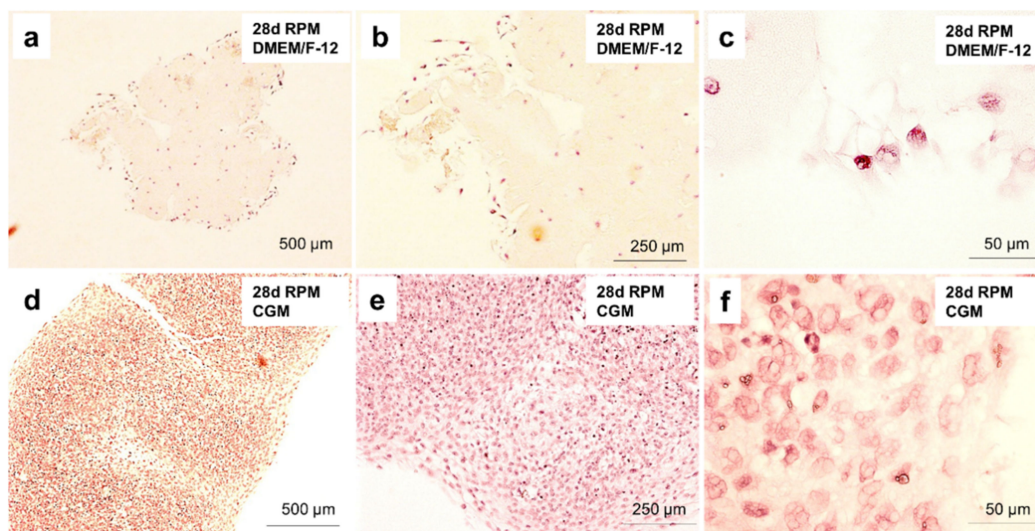 a
28d RPM
DMEM/F-12
500 µm
b
28d RPM
DMEM/F-12
250 µm
c
28d RPM
DMEM/F-12
50 µm
d
28d RPM
CGM
500 µm
e
28d RPM
CGM
250 µm
f
28d RPM
CGM
50 µm